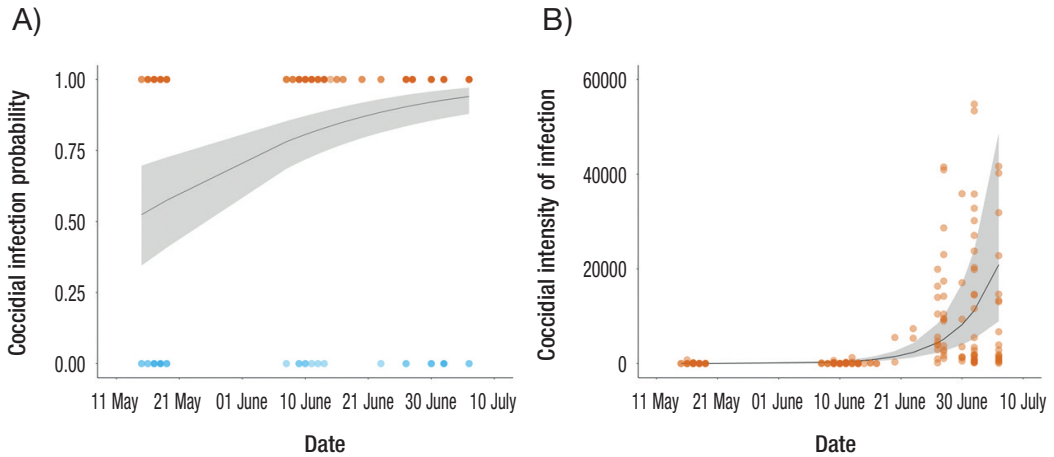 A)
Coccidial infection probability
1.00
0.75
0.50
0.25
0.00
11 May 21 May 01 June 10 June 21 June 30 June 10 July
Date
B)
Coccidial intensity of infection
60000
40000
20000
0
11 May 21 May 01 June 10 June 21 June 30 June 10 July
Date